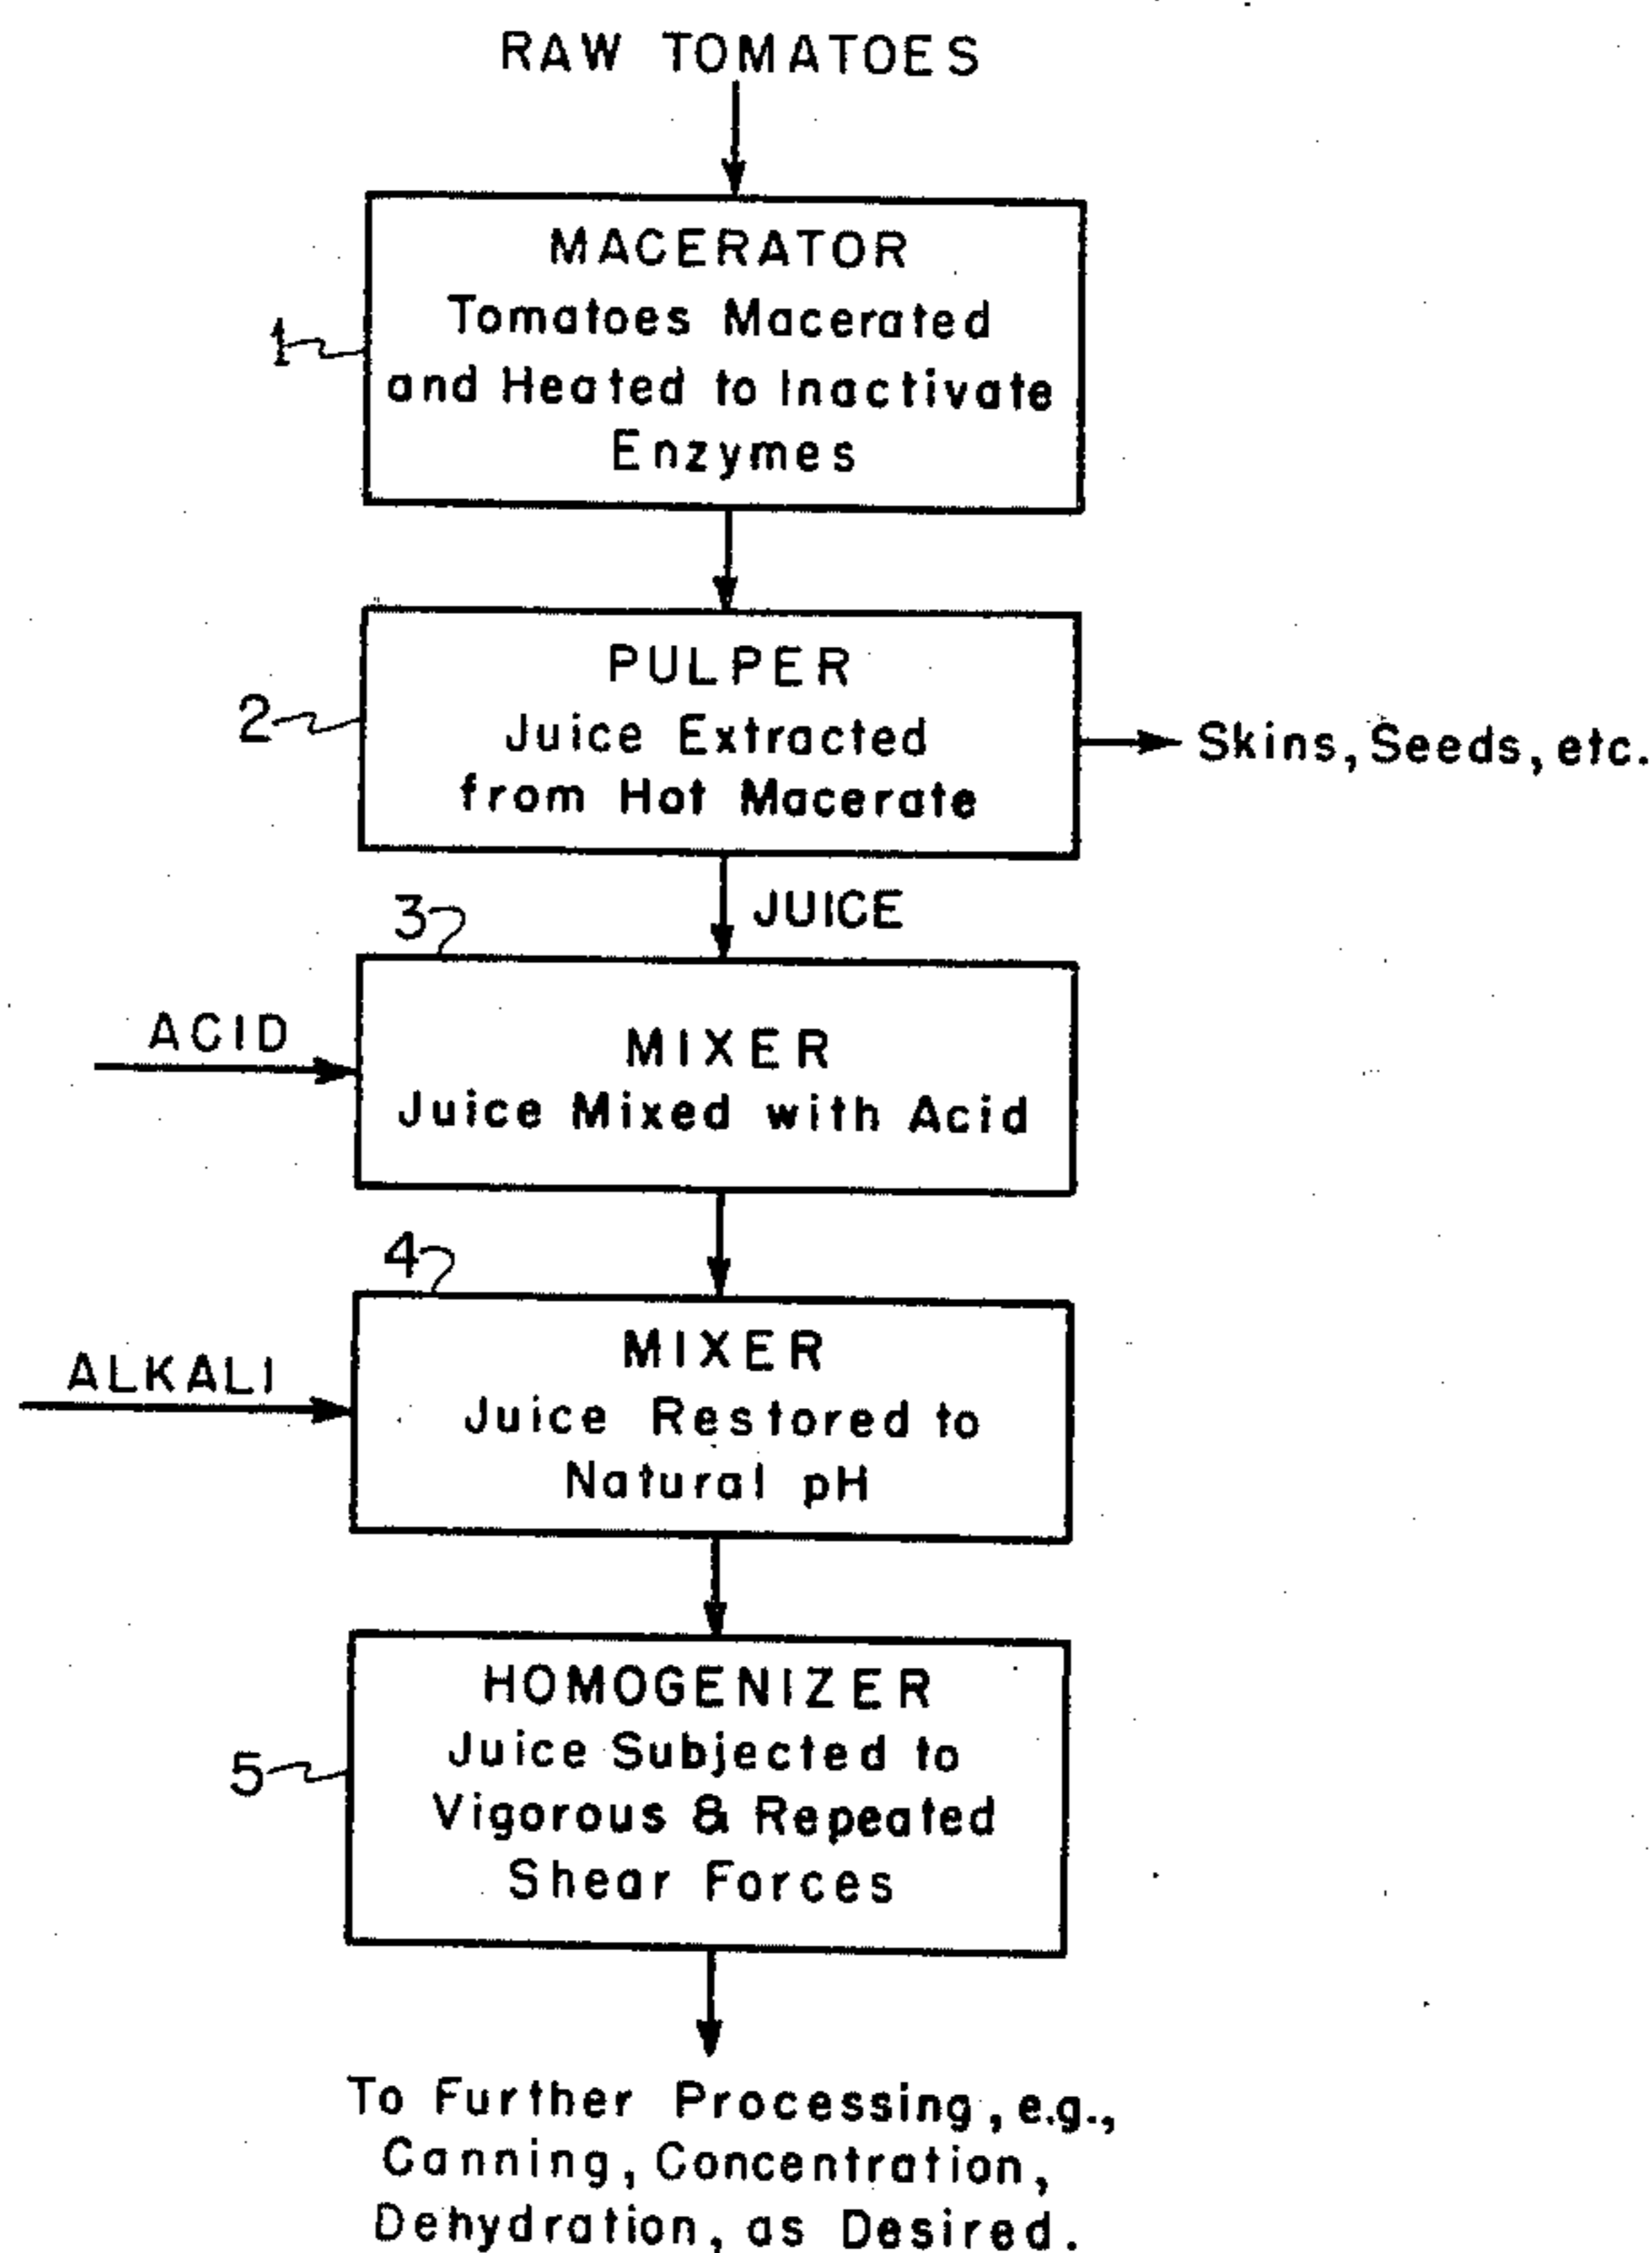 RAW TOMATOES
MACERATOR
Tomatoes Macerated
and Heated to Inactivate
Enzymes
1
PULPER
Juice Extracted
from Hot Macerate
2
Skins, Seeds, etc.
JUICE
3
ACID
MIXER
Juice Mixed with Acid
4
ALKALI
MIXER
Juice Restored to
Natural pH
HOMOGENIZER
Juice Subjected to
Vigorous & Repeated
Shear Forces
5
To Further Processing, e.g.,
Canning, Concentration,
Dehydration, as Desired.